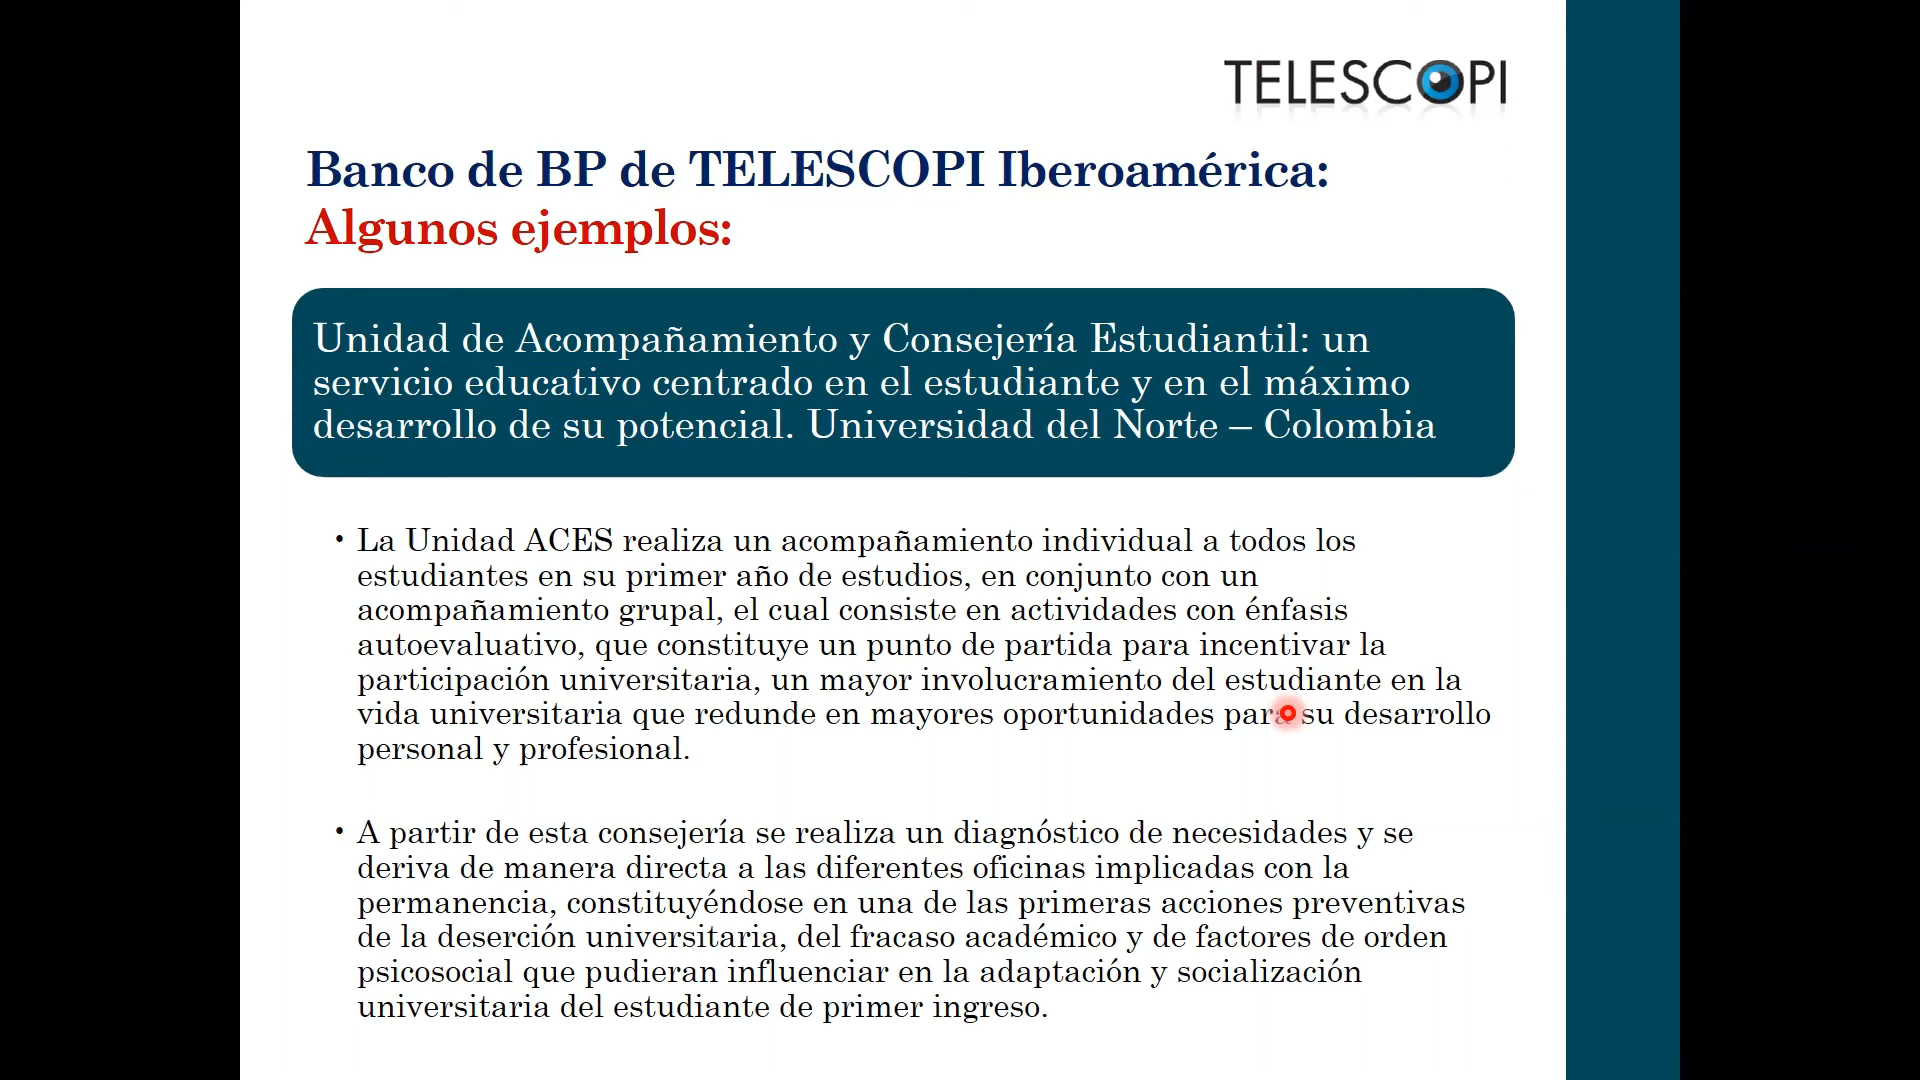 TELESCOPI
Banco de BP de TELESCOPI Iberoamérica:
Algunos ejemplos:
Unidad de Acompañamiento y Consejería Estudiantil: un
servicio educativo centrado en el estudiante y en el máximo
desarrollo de su potencial. Universidad del Norte – Colombia
• La Unidad ACES realiza un acompañamiento individual a todos los
estudiantes en su primer año de estudios, en conjunto con un
acompañamiento grupal, el cual consiste en actividades con énfasis
autoevaluativo, que constituye un punto de partida para incentivar la
participación universitaria, un mayor involucramiento del estudiante en la
vida universitaria que redunde en mayores oportunidades para su desarrollo
personal y profesional.
• A partir de esta consejería se realiza un diagnóstico de necesidades y se
deriva de manera directa a las diferentes oficinas implicadas con la
permanencia, constituyéndose en una de las primeras acciones preventivas
de la deserción universitaria, del fracaso académico y de factores de orden
psicosocial que pudieran influenciar en la adaptación y socialización
universitaria del estudiante de primer ingreso.